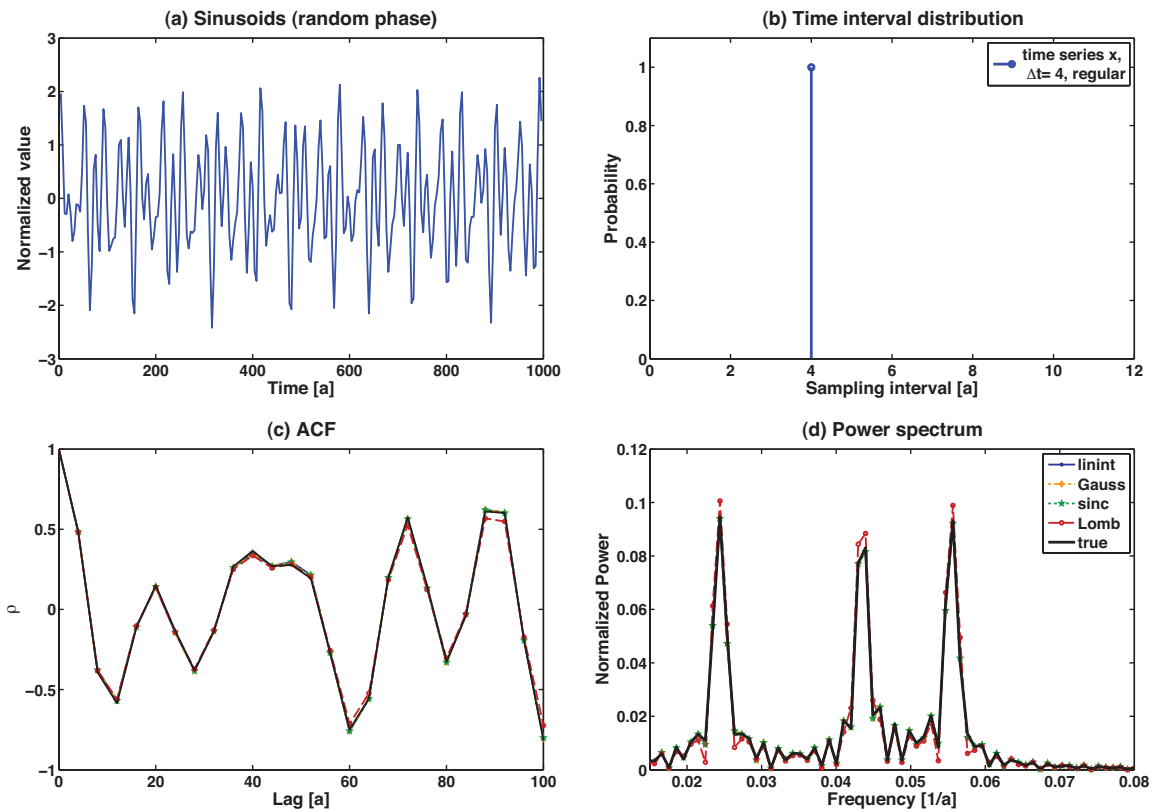 (a) Sinusoids (random phase)
3
2
1
0
−1
−2
−3
Normalized value
0
200
400
600
800
1000
Time [a]
(b) Time interval distribution
1
0.8
0.6
0.4
0.2
0
Probability
time series x,
Δt= 4, regular
0
2
4
6
8
10
12
Sampling interval [a]
(c) ACF
1
0.5
0
−0.5
−1
ρ
0
20
40
60
80
100
Lag [a]
(d) Power spectrum
0.12
0.1
0.08
0.06
0.04
0.02
0
Normalized Power
linint
Gauss
sinc
Lomb
true
0.02
0.03
0.04
0.05
0.06
0.07
0.08
Frequency [1/a]